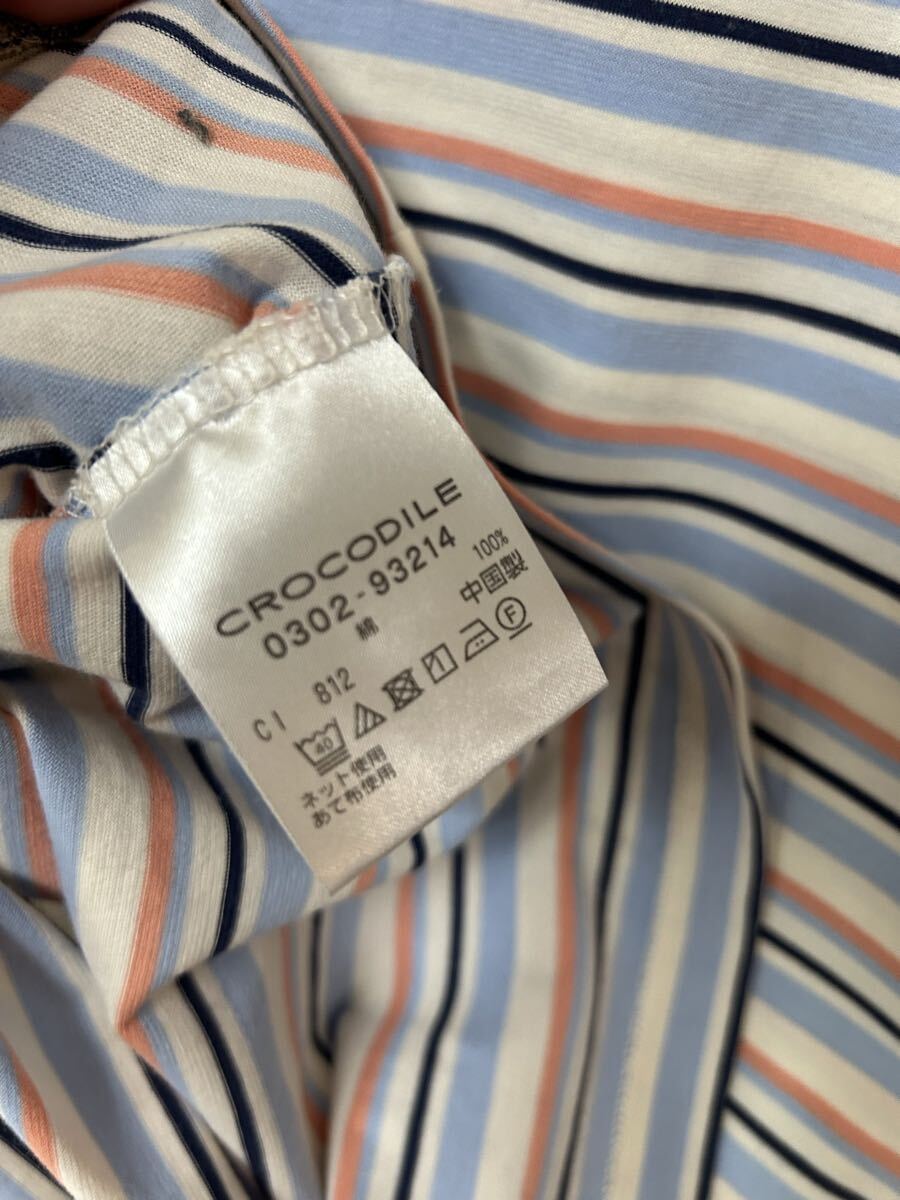 CROCODILE
0302-93214
綿 100%
中国製
CI 812
40 F
ネット使用
あて布使用